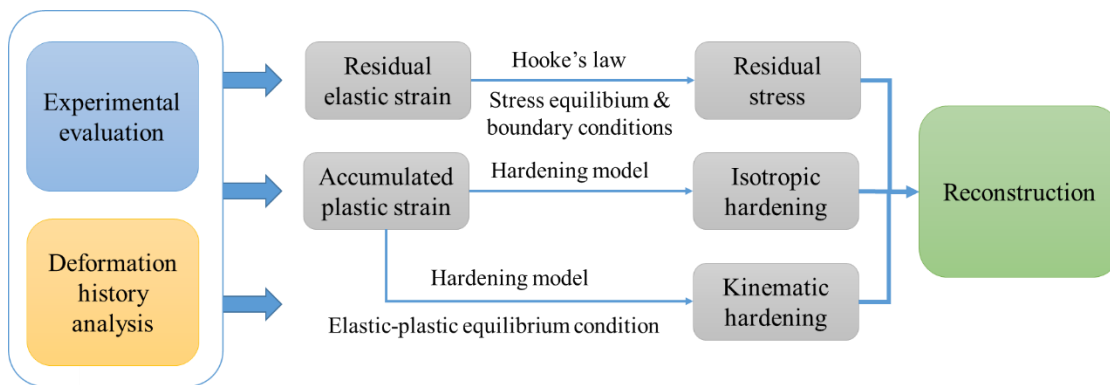 Experimental
evaluation
Deformation
history
analysis
Residual
elastic strain
Hooke's law
Stress equilibium &
boundary conditions
Residual
stress
Accumulated
plastic strain
Hardening model
Isotropic
hardening
Hardening model
Elastic-plastic equilibrium condition
Kinematic
hardening
Reconstruction